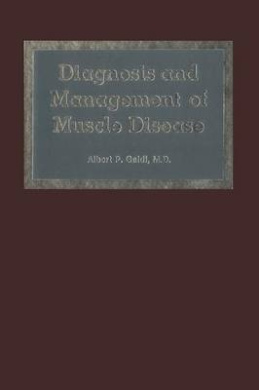 Diagnosis and
Management of
Muscle Disease
Albert P. Galdi, M.D.